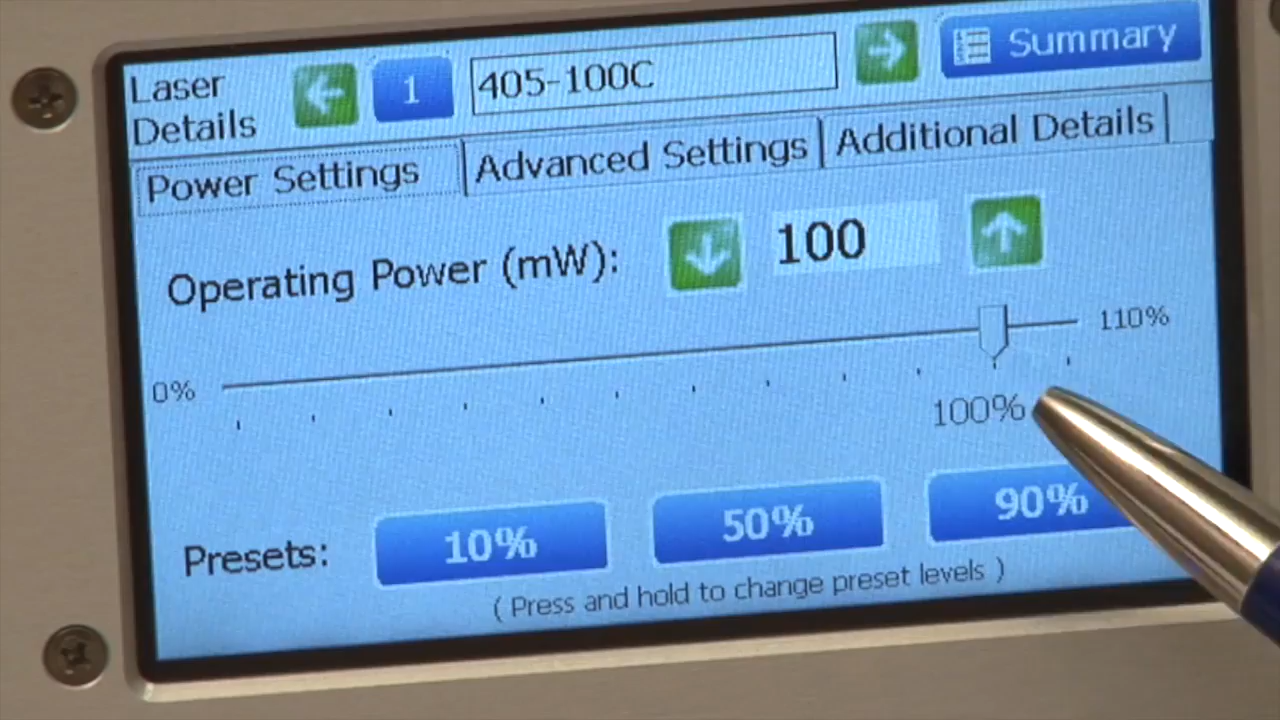 Laser Details
1
405-100C
Summary
Power Settings
Advanced Settings
Additional Details
Operating Power (mW):
100
0%
110%
100%
Presets:
10%
50%
90%
( Press and hold to change preset levels )